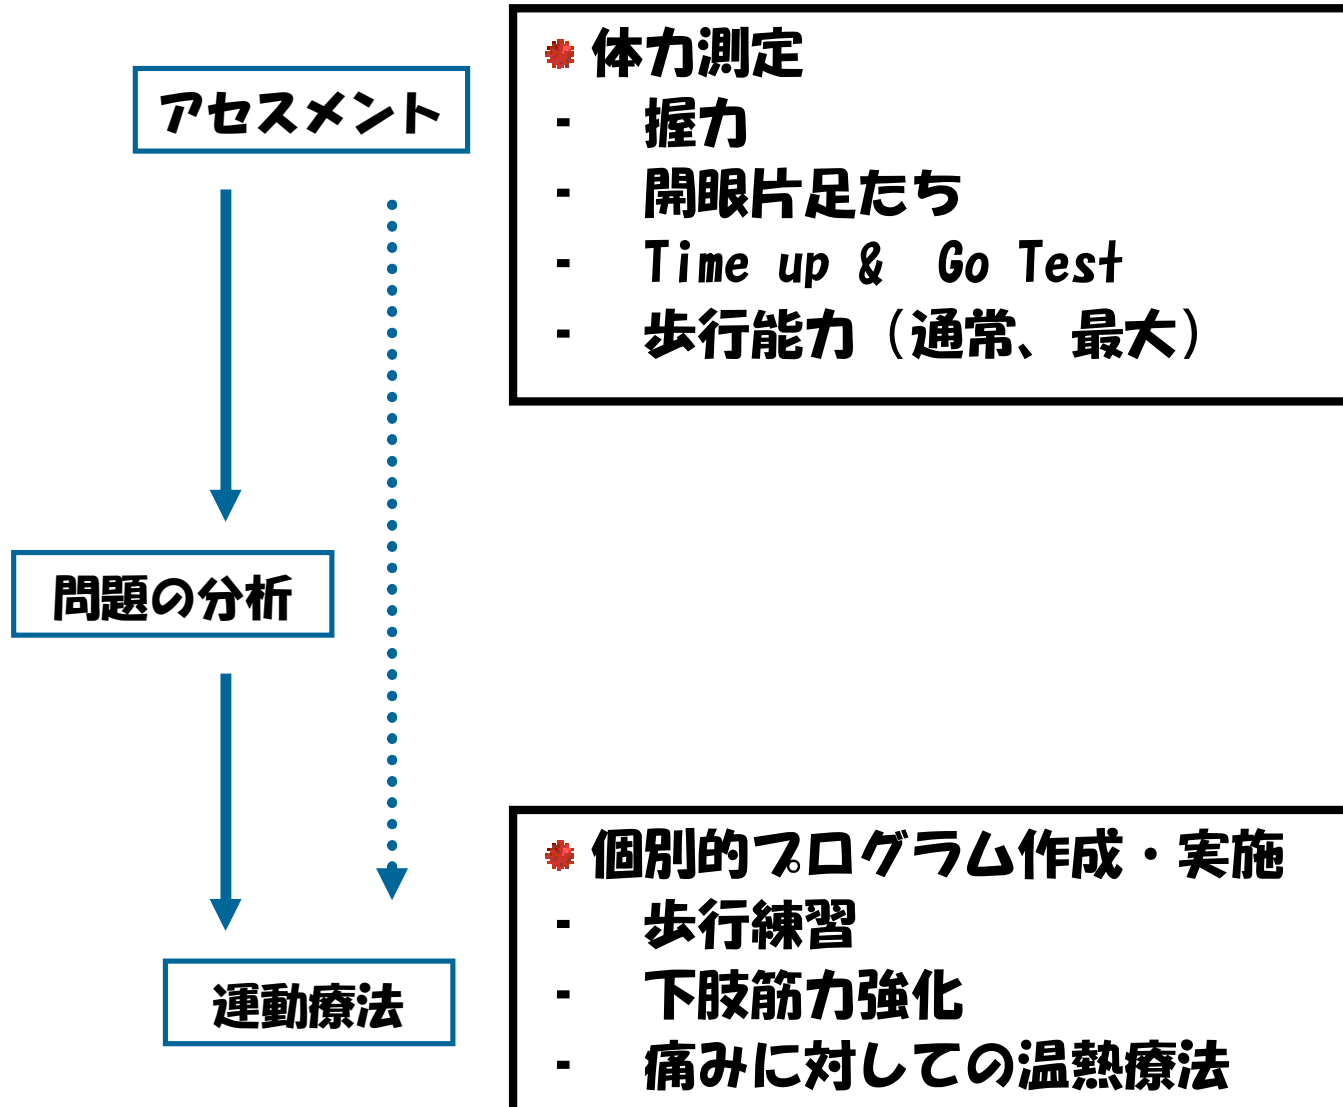 アセスメント
体力測定
- 握力
- 開眼片足たち
- Time up & Go Test
- 歩行能力（通常、最大）
問題の分析
運動療法
個別的プログラム作成・実施
- 歩行練習
- 下肢筋力強化
- 痛みに対しての温熱療法